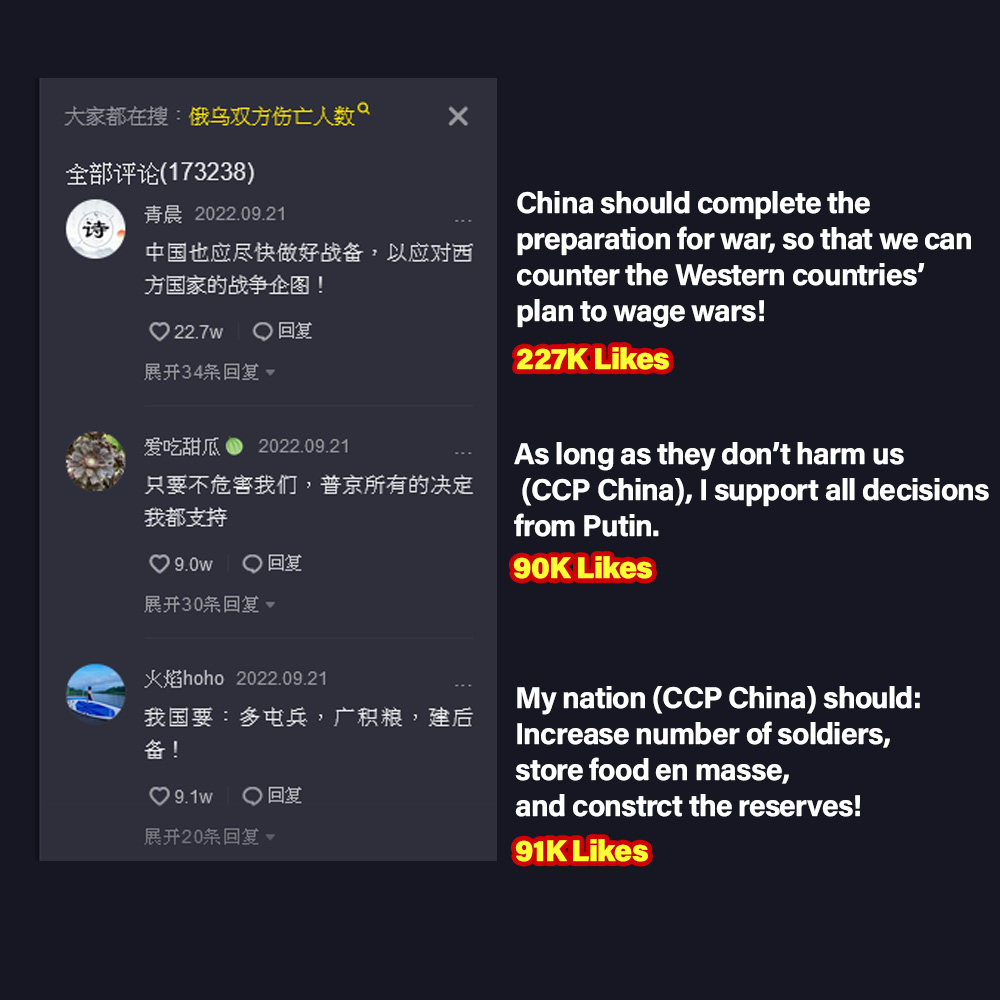 大家都在搜：俄乌双方伤亡人数
全部评论(173238)
诗
青晨 2022.09.21 ...
中国也应尽快做好战备，以应对西
方国家的战争企图！
22.7w 回复
展开34条回复
爱吃甜瓜 2022.09.21 ...
只要不危害我们，普京所有的决定
我都支持
9.0w 回复
展开30条回复
火焰hoho 2022.09.21 ...
我国要：多屯兵，广积粮，建后
备！
9.1w 回复
展开20条回复
China should complete the
preparation for war, so that we can
counter the Western countries’
plan to wage wars!
227K Likes
As long as they don’t harm us
(CCP China), I support all decisions
from Putin.
90K Likes
My nation (CCP China) should:
Increase number of soldiers,
store food en masse,
and constrct the reserves!
91K Likes